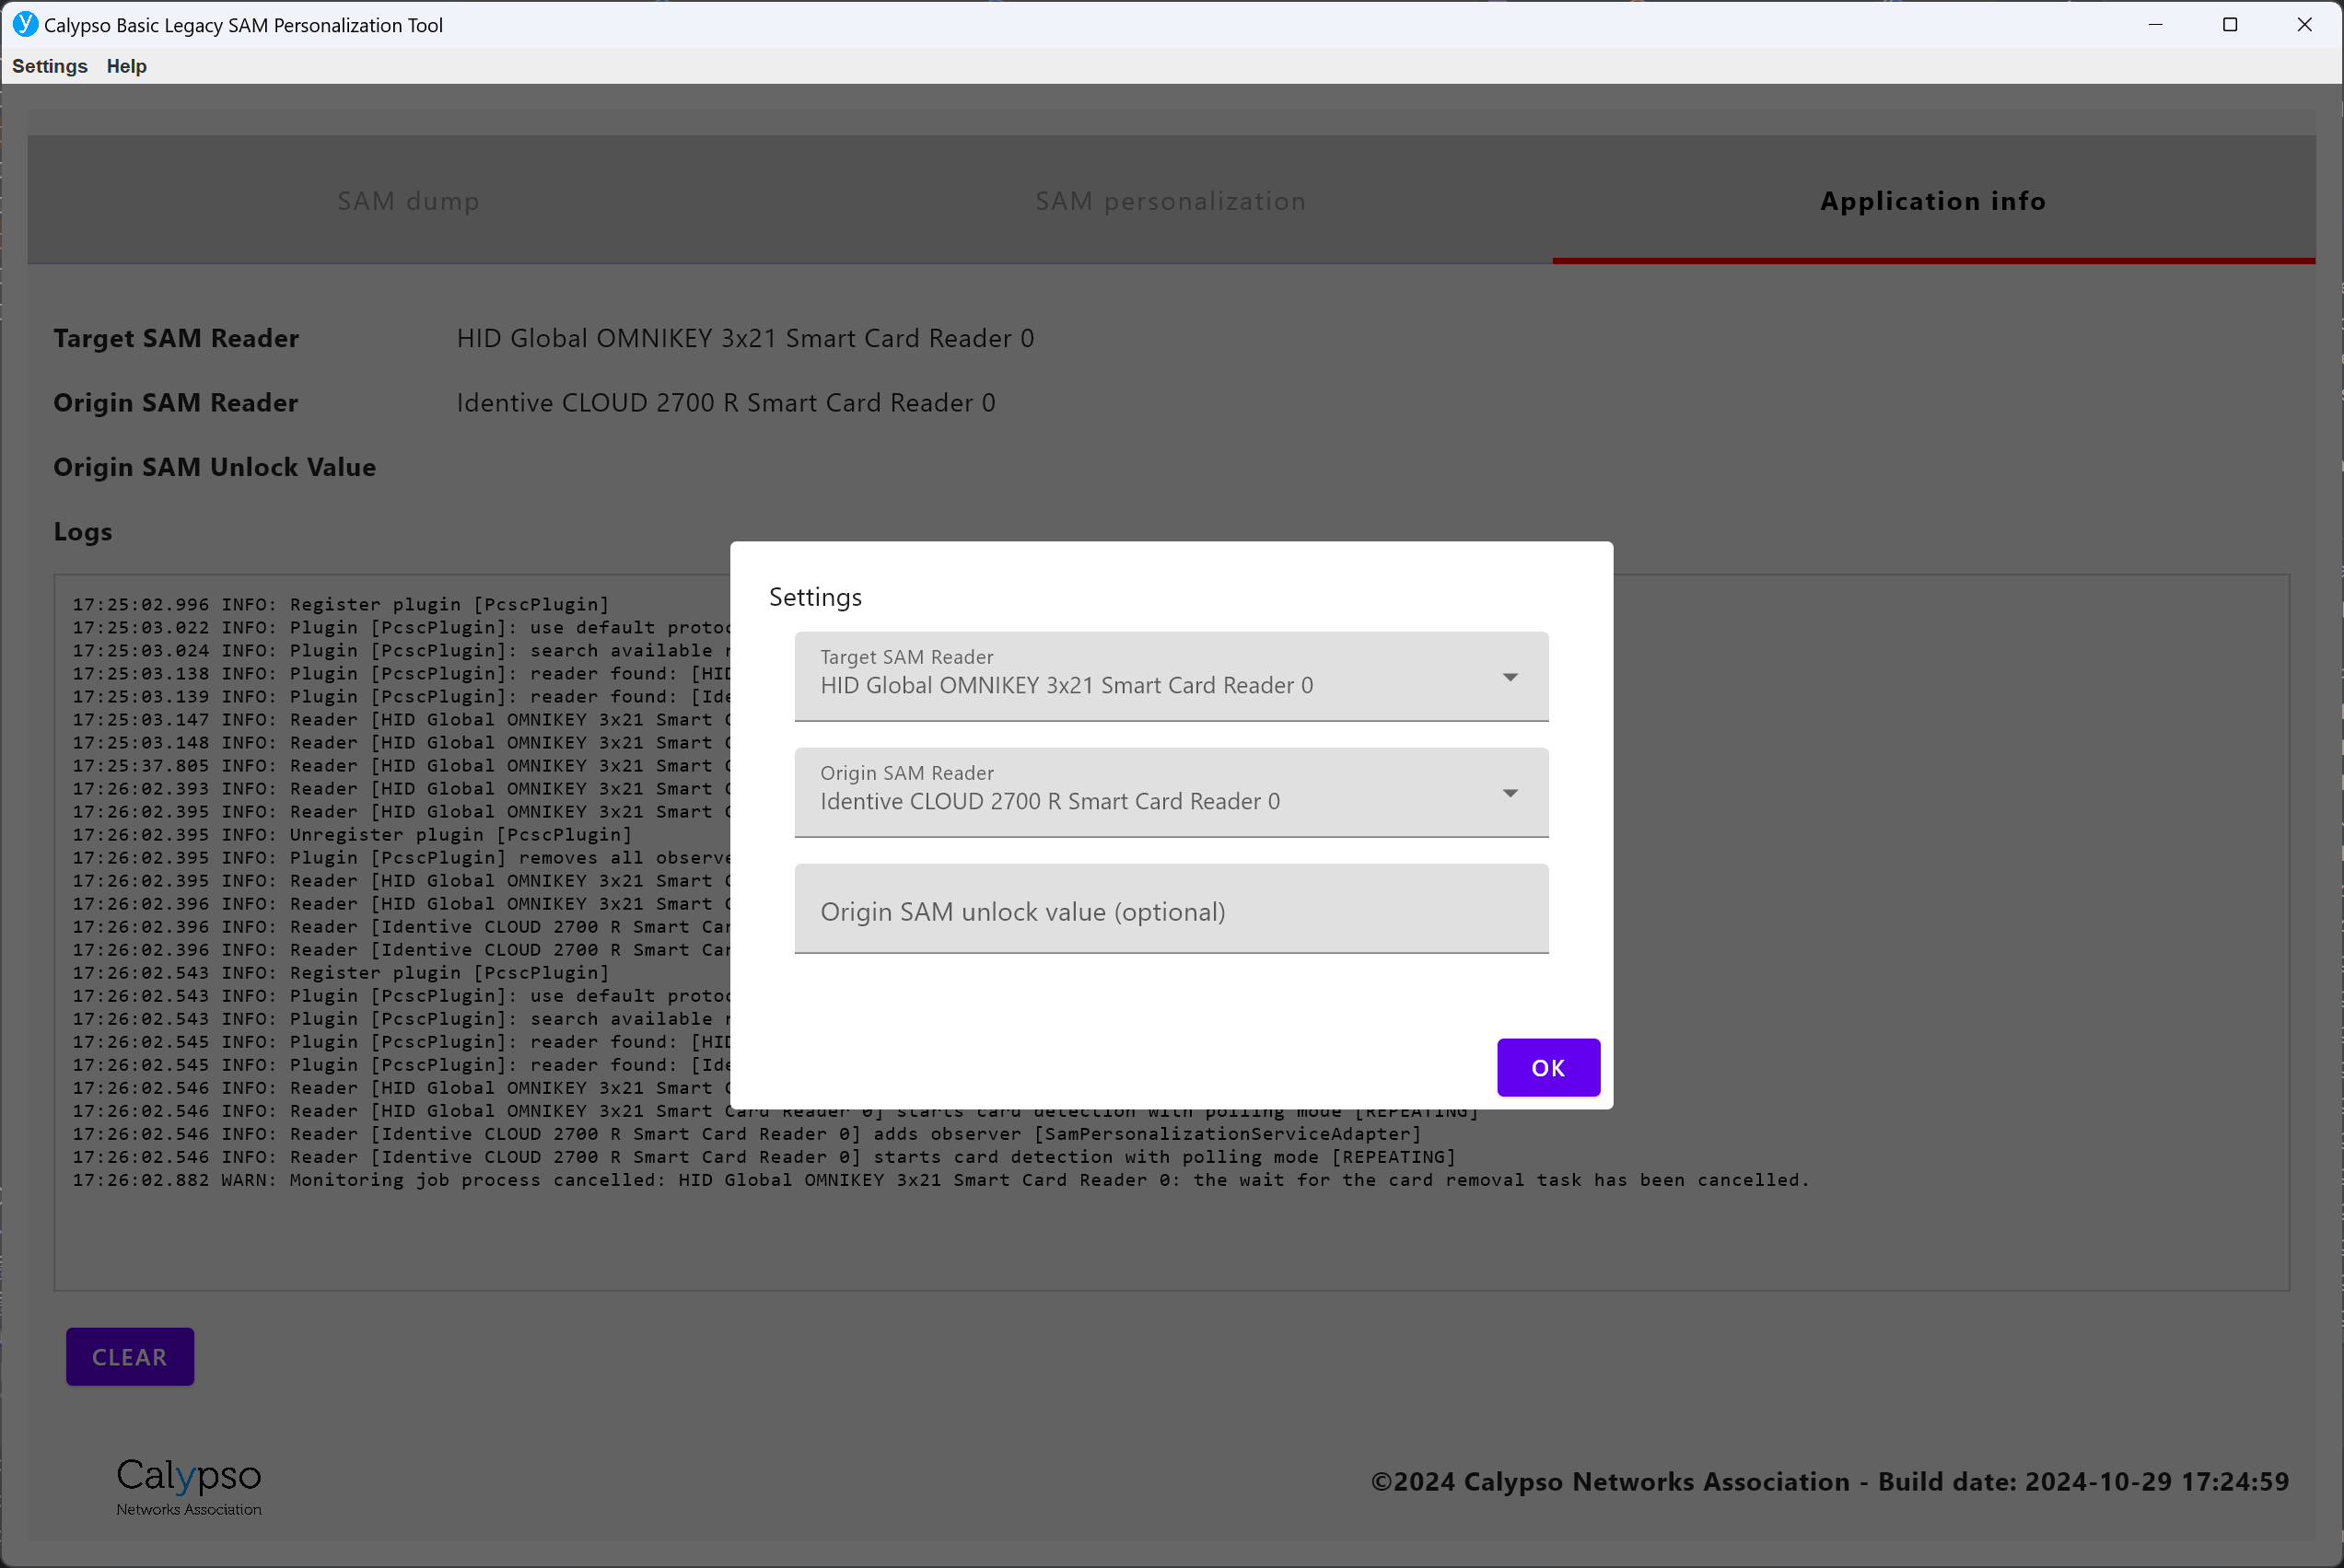 Calypso Basic Legacy SAM Personalization Tool
Settings Help
SAM dump SAM personalization Application info
Target SAM Reader HID Global OMNIKEY 3x21 Smart Card Reader 0
Origin SAM Reader Identive CLOUD 2700 R Smart Card Reader 0
Origin SAM Unlock Value
Logs
17:25:02.996 INFO: Register plugin [PcscPlugin]
17:25:03.022 INFO: Plugin [PcscPlugin]: use default
17:25:03.024 INFO: Plugin [PcscPlugin]: search available
17:25:03.138 INFO: Plugin [PcscPlugin]: reader found: [HID
17:25:03.139 INFO: Plugin [PcscPlugin]: reader found:
17:25:03.147 INFO: Reader [HID Global OMNIKEY 3x21 Smart
17:25:03.148 INFO: Reader [HID Global OMNIKEY 3x21 Smart
17:25:37.805 INFO: Reader [HID Global OMNIKEY 3x21 Smart
17:26:02.393 INFO: Reader [HID Global OMNIKEY 3x21 Smart
17:26:02.395 INFO: Reader [HID Global OMNIKEY 3x21 Smart
17:26:02.395 INFO: Unregister plugin [PcscPlugin]
17:26:02.395 INFO: Plugin [PcscPlugin] removes all
17:26:02.395 INFO: Reader [HID Global OMNIKEY 3x21 Smart
17:26:02.396 INFO: Reader [HID Global OMNIKEY 3x21 Smart
17:26:02.396 INFO: Reader [Identive CLOUD 2700 R Smart
17:26:02.396 INFO: Reader [Identive CLOUD 2700 R Smart
17:26:02.543 INFO: Register plugin [PcscPlugin]
17:26:02.543 INFO: Plugin [PcscPlugin]: use default
17:26:02.543 INFO: Plugin [PcscPlugin]: search available
17:26:02.545 INFO: Plugin [PcscPlugin]: reader found: [HID
17:26:02.545 INFO: Plugin [PcscPlugin]: reader found:
17:26:02.546 INFO: Reader [HID Global OMNIKEY 3x21 Smart
17:26:02.546 INFO: Reader [HID Global OMNIKEY 3x21 Smart Card Reader 0] starts card detection with polling mode [REPEATING]
17:26:02.546 INFO: Reader [Identive CLOUD 2700 R Smart Card Reader 0] adds observer [SamPersonalizationServiceAdapter]
17:26:02.546 INFO: Reader [Identive CLOUD 2700 R Smart Card Reader 0] starts card detection with polling mode [REPEATING]
17:26:02.882 WARN: Monitoring job process cancelled: HID Global OMNIKEY 3x21 Smart Card Reader 0: the wait for the card removal task has been cancelled.
Settings
Target SAM Reader
HID Global OMNIKEY 3x21 Smart Card Reader 0
Origin SAM Reader
Identive CLOUD 2700 R Smart Card Reader 0
Origin SAM unlock value (optional)
OK
CLEAR
Calypso
Networks Association
©2024 Calypso Networks Association - Build date: 2024-10-29 17:24:59